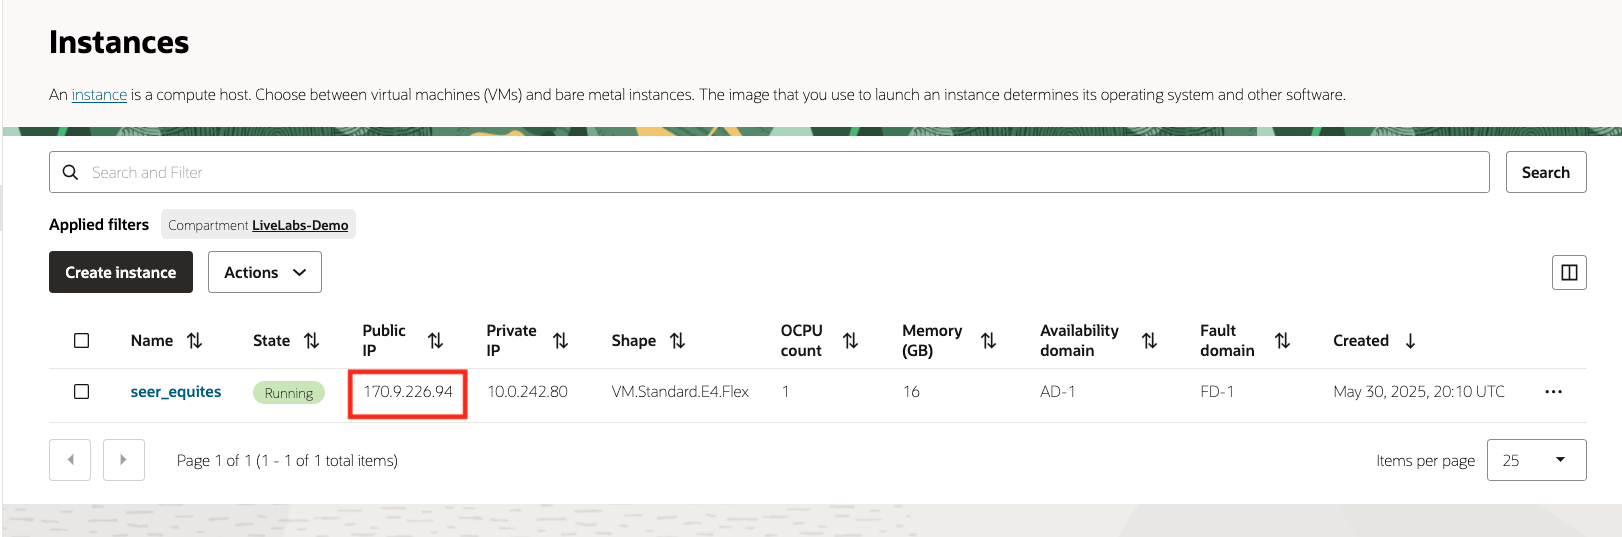 Instances
An instance is a compute host. Choose between virtual machines (VMs) and bare metal instances. The image that you use to launch an instance determines its operating system and other software.
Search and Filter
Search
Applied filters Compartment LiveLabs-Demo
Create instance Actions
Name State Public IP Private IP Shape OCPU count Memory (GB) Availability domain Fault domain Created
seer_equites Running 170.9.226.94 10.0.242.80 VM.Standard.E4.Flex 1 16 AD-1 FD-1 May 30, 2025, 20:10 UTC
Page 1 of 1 (1 - 1 of 1 total items) Items per page 25